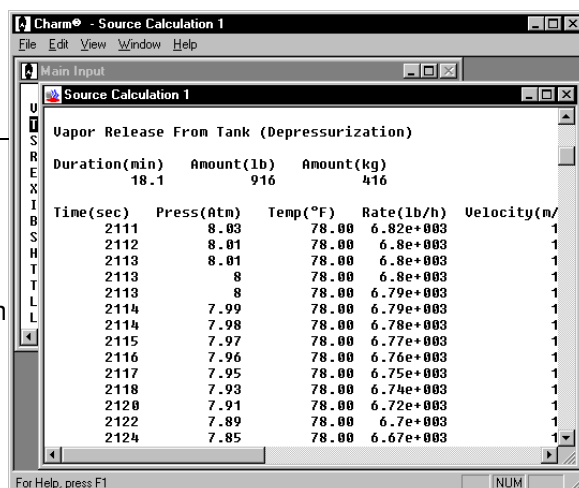 Charm® - Source Calculation 1
File Edit View Window Help
Main Input
Source Calculation 1
Vapor Release From Tank (Depressurization)
Duration(min) Amount(lb) Amount(kg)
18.1 916 416
Time(sec) Press(Atm) Temp(°F) Rate(lb/h) Velocity(m/
2111 8.03 78.00 6.82e+003 1
2112 8.01 78.00 6.8e+003 1
2113 8.01 78.00 6.8e+003 1
2113 8 78.00 6.8e+003 1
2113 8 78.00 6.79e+003 1
2114 7.99 78.00 6.79e+003 1
2114 7.98 78.00 6.78e+003 1
2115 7.97 78.00 6.77e+003 1
2116 7.96 78.00 6.76e+003 1
2117 7.95 78.00 6.75e+003 1
2118 7.93 78.00 6.74e+003 1
2120 7.91 78.00 6.72e+003 1
2122 7.89 78.00 6.7e+003 1
2124 7.85 78.00 6.67e+003 1
U
T
S
R
E
X
I
B
S
H
T
T
L
L
For Help, press F1
NUM